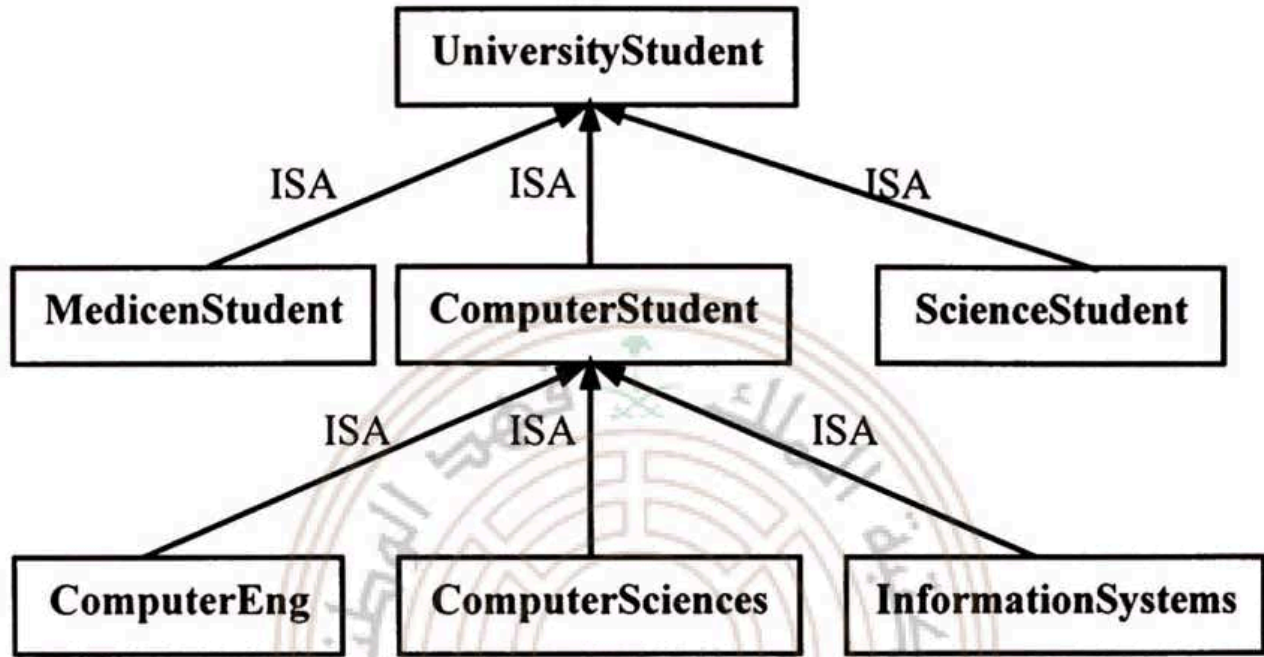 UniversityStudent
ISA ISA ISA
MedicenStudent ComputerStudent ScienceStudent
ISA ISA ISA
ComputerEng ComputerSciences InformationSystems